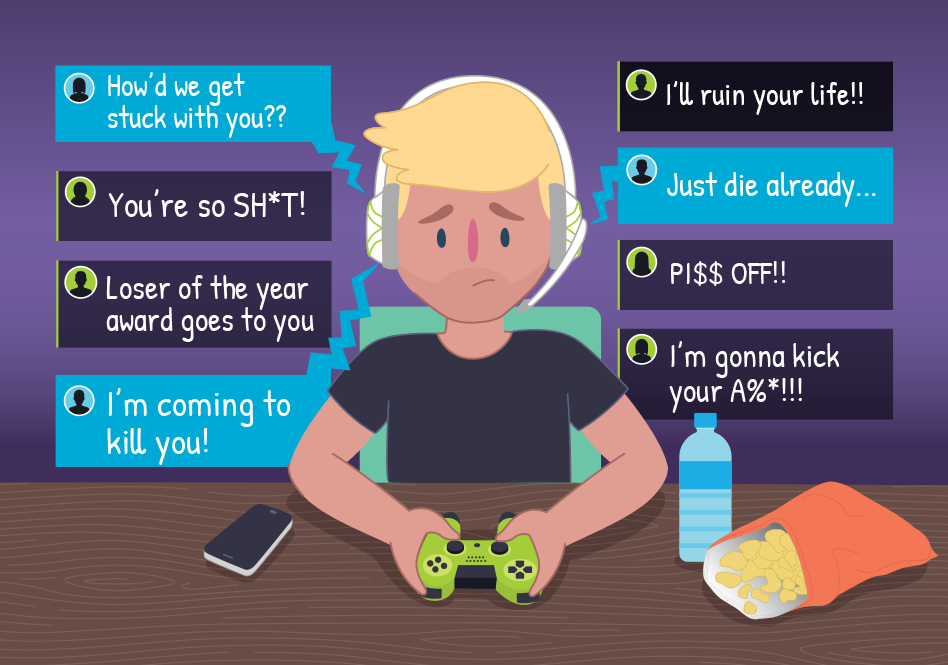 How'd we get
stuck with you??
You're so SH*T!
Loser of the year
award goes to you
I'm coming to
kill you!
I'll ruin your life!!
Just die already...
PI$$ OFF!!
I'm gonna kick
your A%*!!!